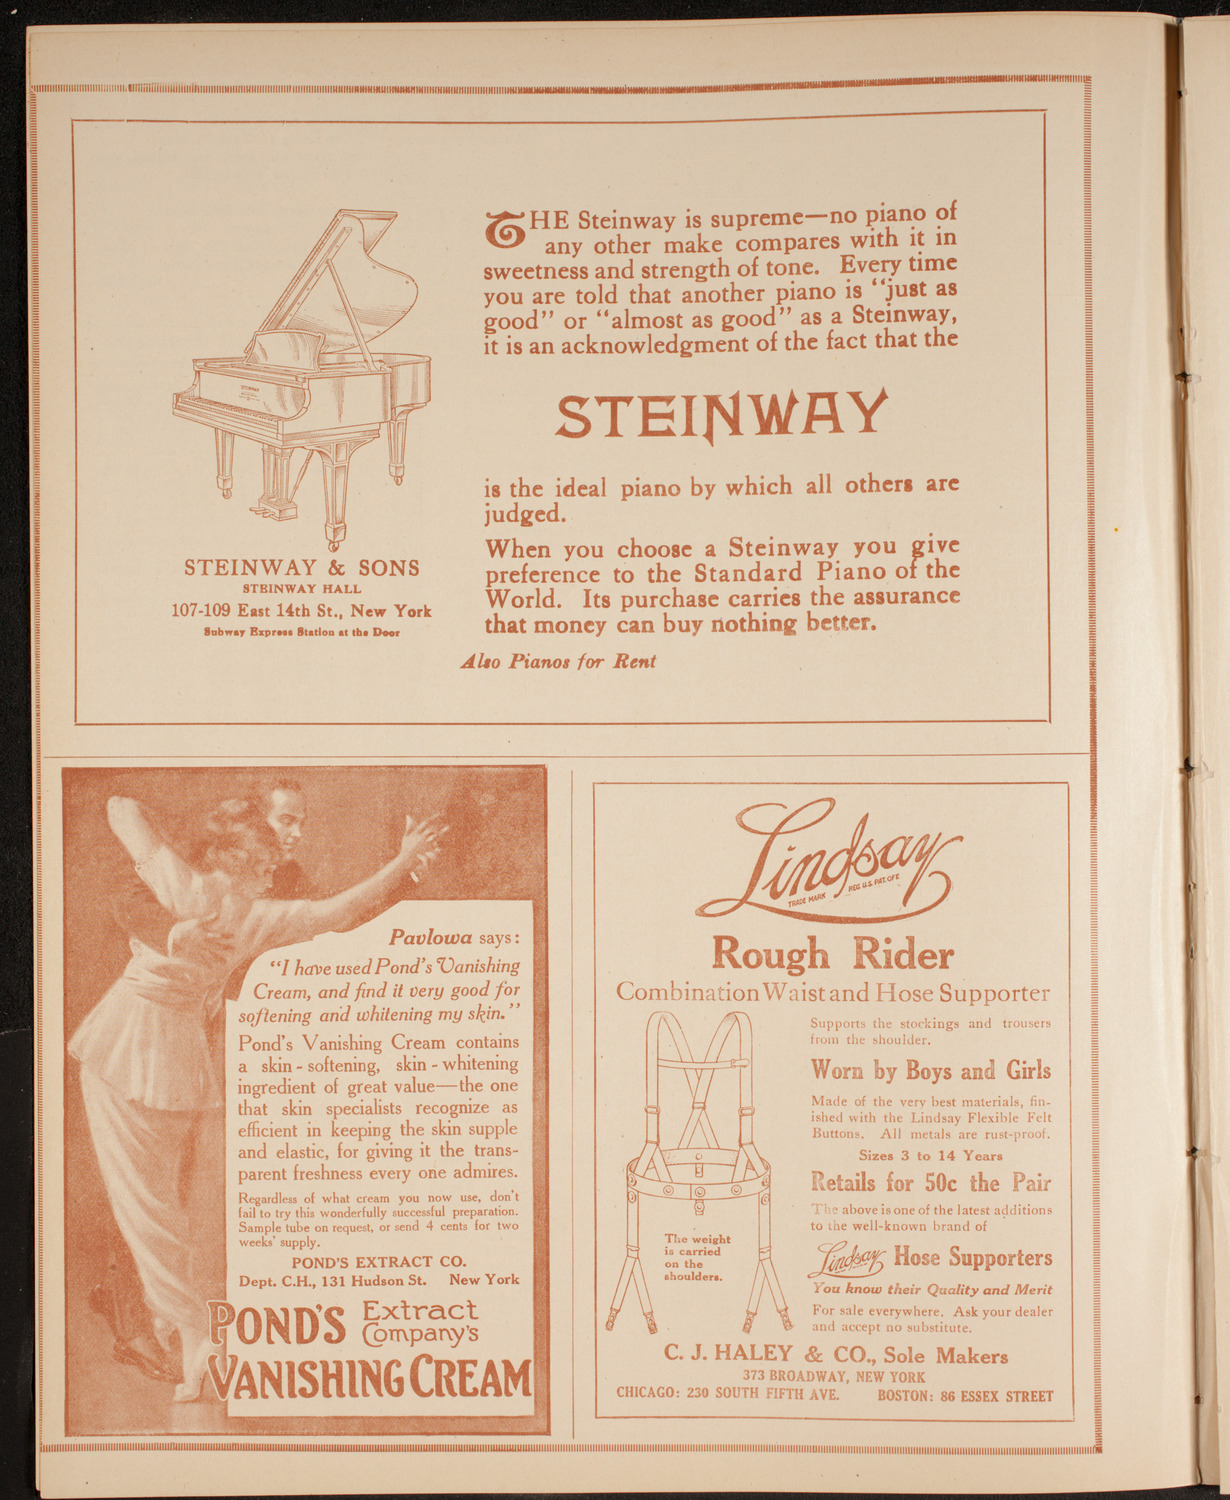 THE Steinway is supreme—no piano of
any other make compares with it in
sweetness and strength of tone. Every time
you are told that another piano is "just as
good" or "almost as good" as a Steinway,
it is an acknowledgment of the fact that the
STEINWAY
is the ideal piano by which all others are
judged.
When you choose a Steinway you give
preference to the Standard Piano of the
World. Its purchase carries the assurance
that money can buy nothing better.
STEINWAY & SONS
STEINWAY HALL
107-109 East 14th St., New York
Subway Express Station at the Door
Also Pianos for Rent
Pavlowa says:
"I have used Pond's Vanishing
Cream, and find it very good for
softening and whitening my skin."
Pond's Vanishing Cream contains
a skin-softening, skin-whitening
ingredient of great value—the one
that skin specialists recognize as
efficient in keeping the skin supple
and elastic, for giving it the trans-
parent freshness every one admires.
Regardless of what cream you now use, don't
fail to try this wonderfully successful preparation.
Sample tube on request, or send 4 cents for two
weeks' supply.
POND'S EXTRACT CO.
Dept. C.H., 131 Hudson St. New York
POND'S Extract
Company's
VANISHING CREAM
Lindsay
TRADE MARK REG. U.S. PAT. OFF.
Rough Rider
Combination Waist and Hose Supporter
Supports the stockings and trousers
from the shoulder.
Worn by Boys and Girls
Made of the very best materials, fin-
ished with the Lindsay Flexible Felt
Buttons. All metals are rust-proof.
Sizes 3 to 14 Years
Retails for 50c the Pair
The above is one of the latest additions
to the well-known brand of
Lindsay Hose Supporters
You know their Quality and Merit
For sale everywhere. Ask your dealer
and accept no substitute.
The weight
is carried
on the
shoulders.
C. J. HALEY & CO., Sole Makers
373 BROADWAY, NEW YORK
CHICAGO: 230 SOUTH FIFTH AVE. BOSTON: 86 ESSEX STREET